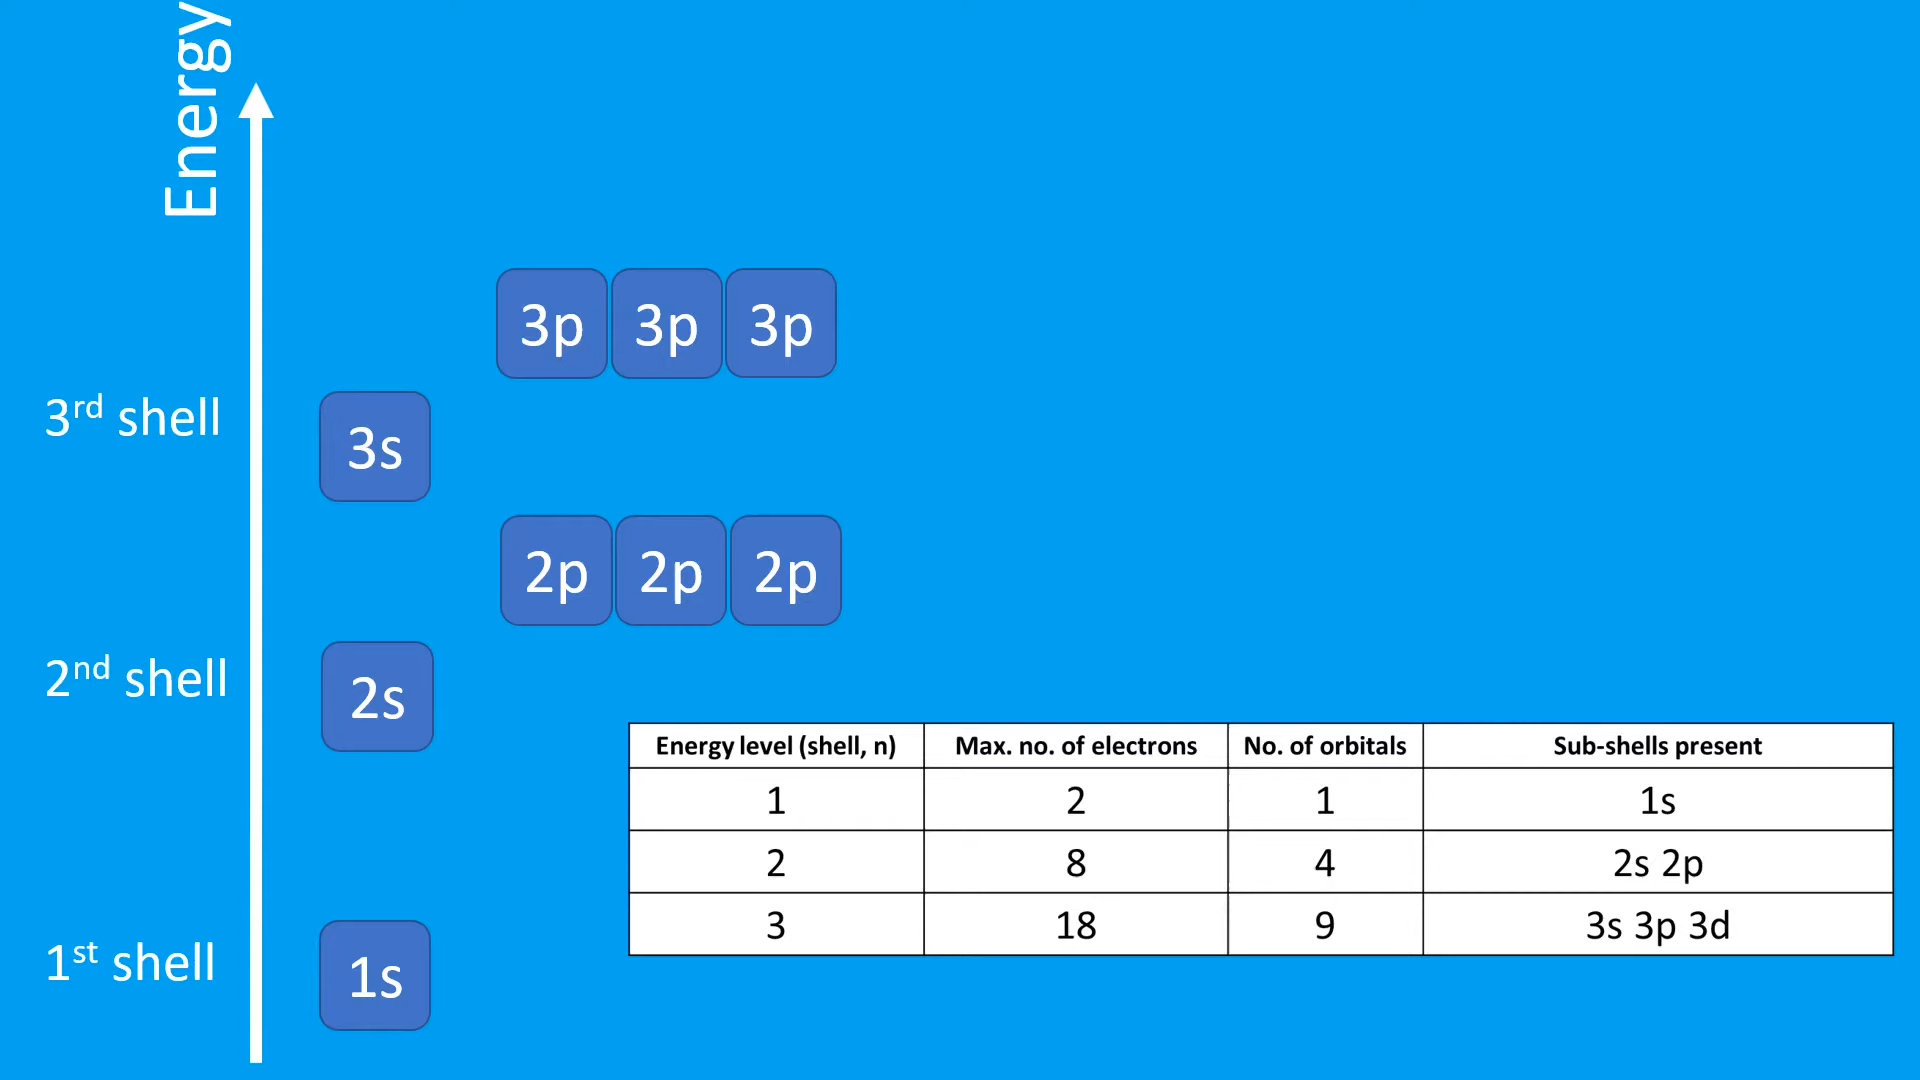 Energy
3p 3p 3p
3rd shell
3s
2p 2p 2p
2nd shell
2s
Energy level (shell, n) Max. no. of electrons No. of orbitals Sub-shells present
1 2 1 1s
2 8 4 2s 2p
3 18 9 3s 3p 3d
1st shell
1s